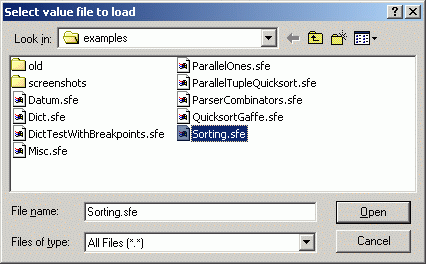 Select value file to load
Look in: examples
old
screenshots
Datum.sfe
Dict.sfe
DictTestWithBreakpoints.sfe
Misc.sfe
ParallelOnes.sfe
ParallelTupleQuicksort.sfe
ParserCombinators.sfe
QuicksortGaffe.sfe
Sorting.sfe
File name: Sorting.sfe Open
Files of type: All Files (*.*) Cancel